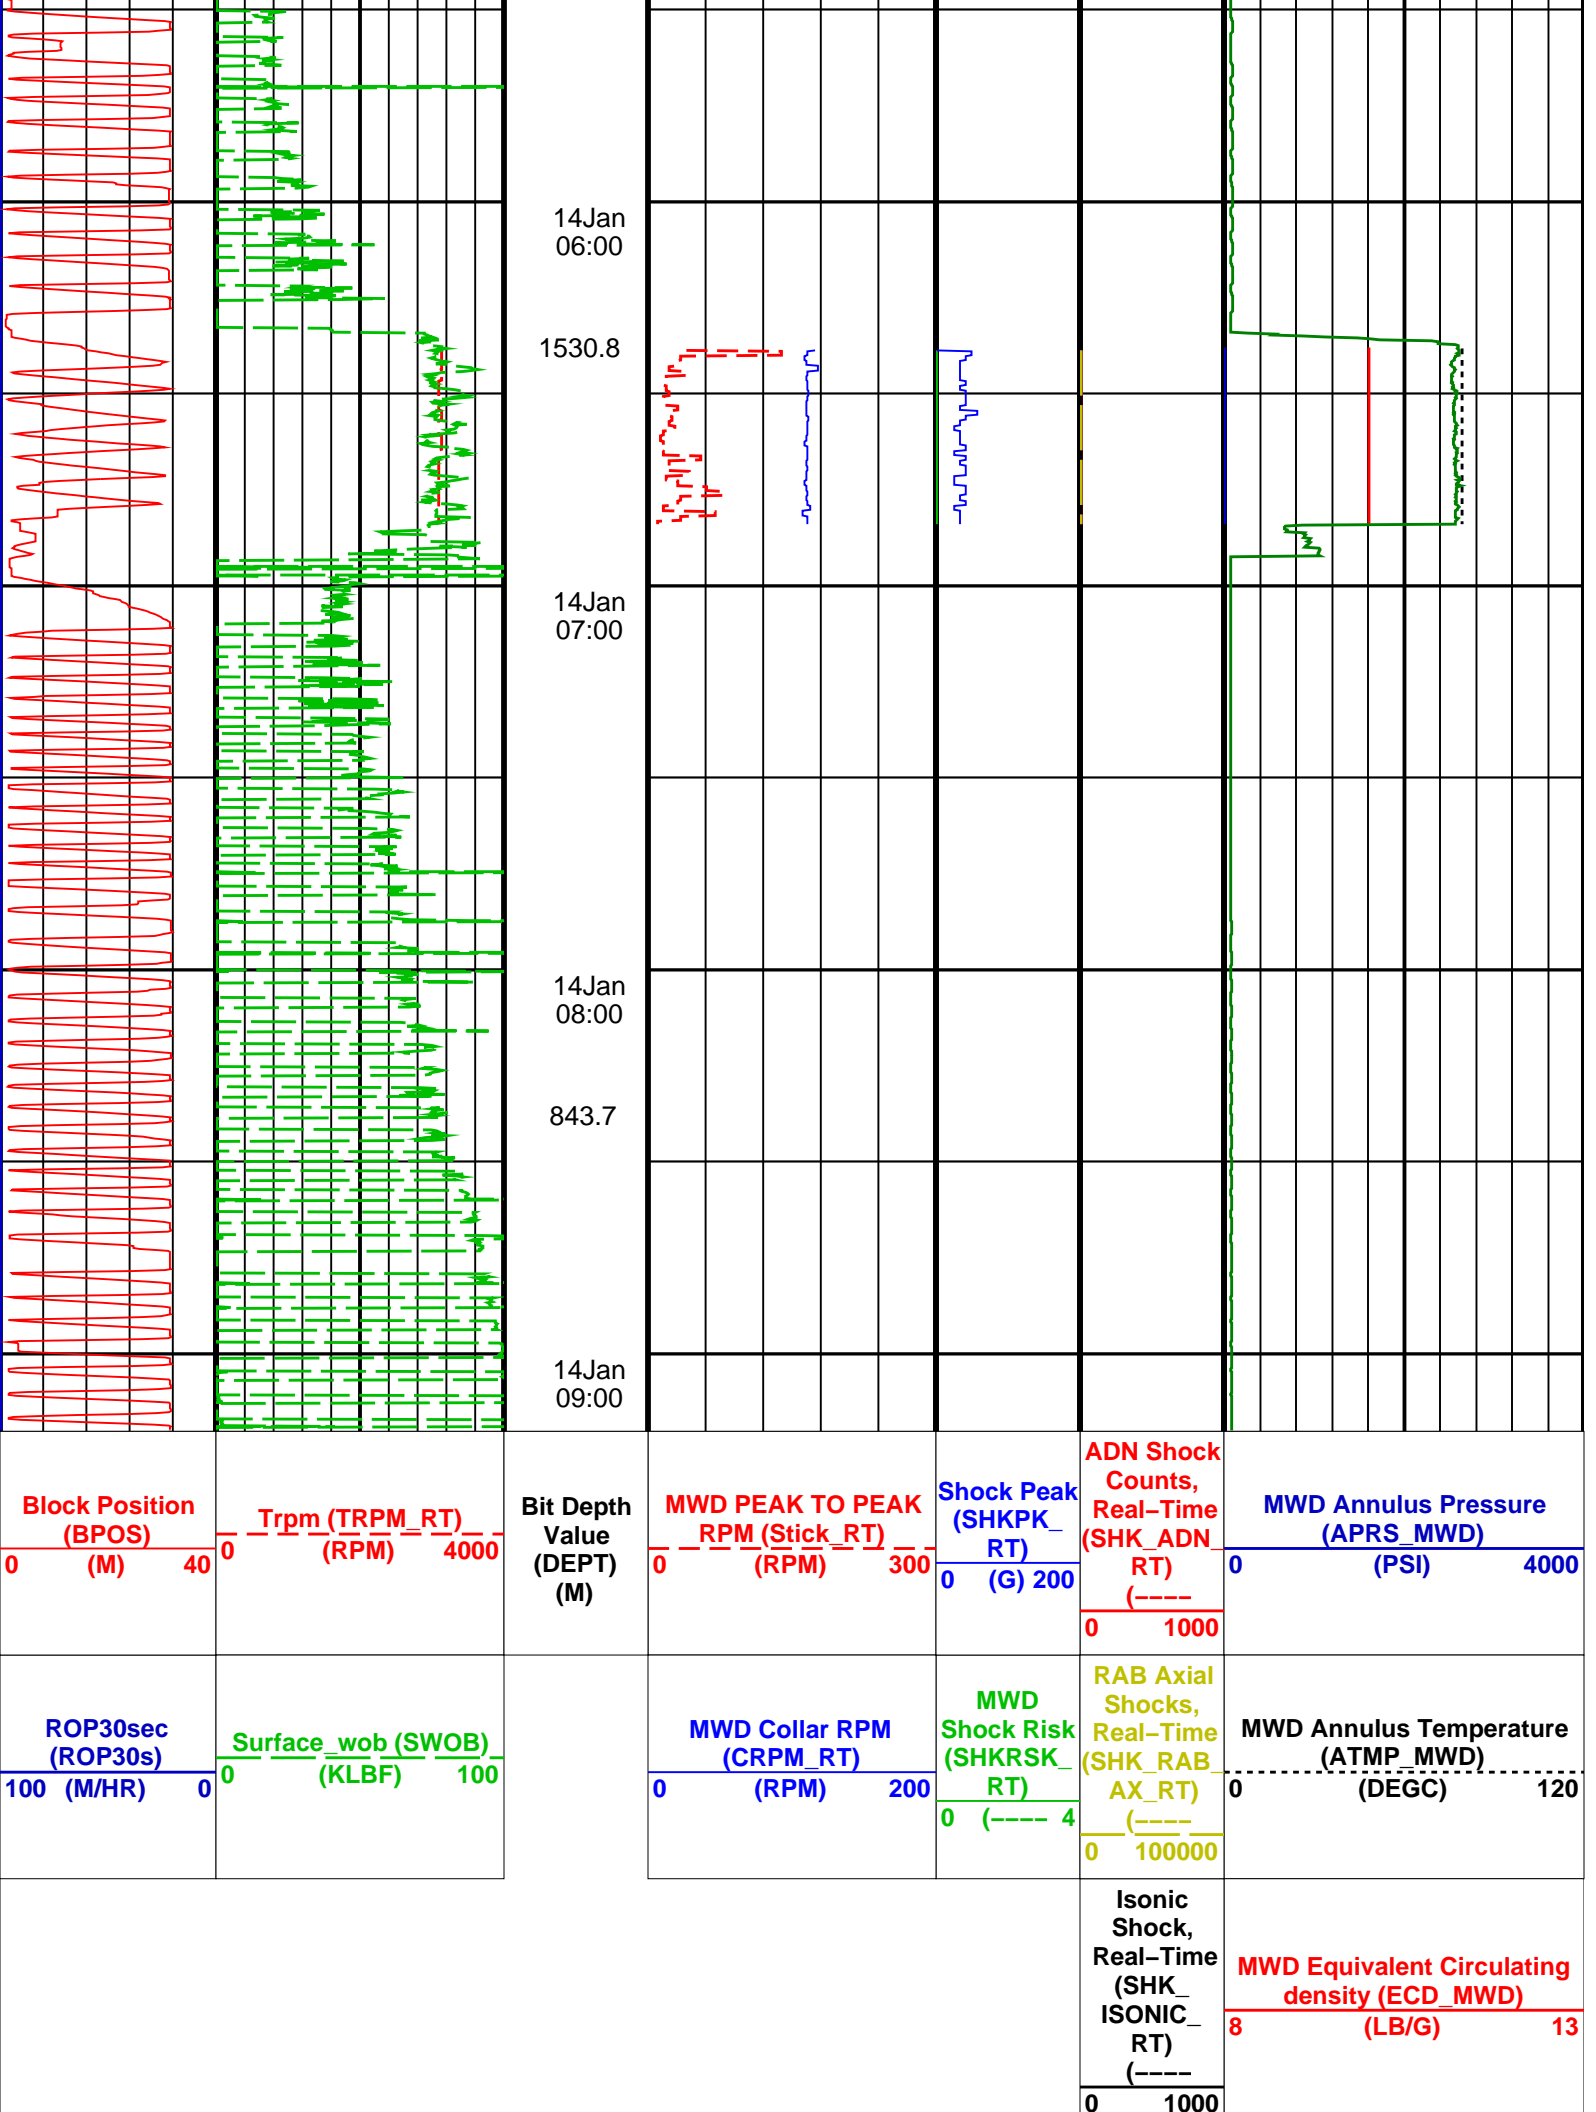 14Jan
06:00
1530.8
14Jan
07:00
14Jan
08:00
843.7
14Jan
09:00
Block Position
(BPOS)
0 (M) 40
Trpm (TRPM_RT)
0 (RPM) 4000
Bit Depth
Value
(DEPT)
(M)
MWD PEAK TO PEAK
RPM (Stick_RT)
0 (RPM) 300
Shock Peak
(SHKPK_
RT)
0 (G) 200
ADN Shock
Counts,
Real-Time
(SHK_ADN_
RT)
(----
0 1000
MWD Annulus Pressure
(APRS_MWD)
0 (PSI) 4000
ROP30sec
(ROP30s)
100 (M/HR) 0
Surface_wob (SWOB)
0 (KLBF) 100
MWD Collar RPM
(CRPM_RT)
0 (RPM) 200
MWD
Shock Risk
(SHKRSK_
RT)
0 (---- 4
RAB Axial
Shocks,
Real-Time
(SHK_RAB_
AX_RT)
(----
0 100000
MWD Annulus Temperature
(ATMP_MWD)
0 (DEGC) 120
Isonic
Shock,
Real-Time
(SHK_
ISONIC_
RT)
(----
0 1000
MWD Equivalent Circulating
density (ECD_MWD)
8 (LB/G) 13